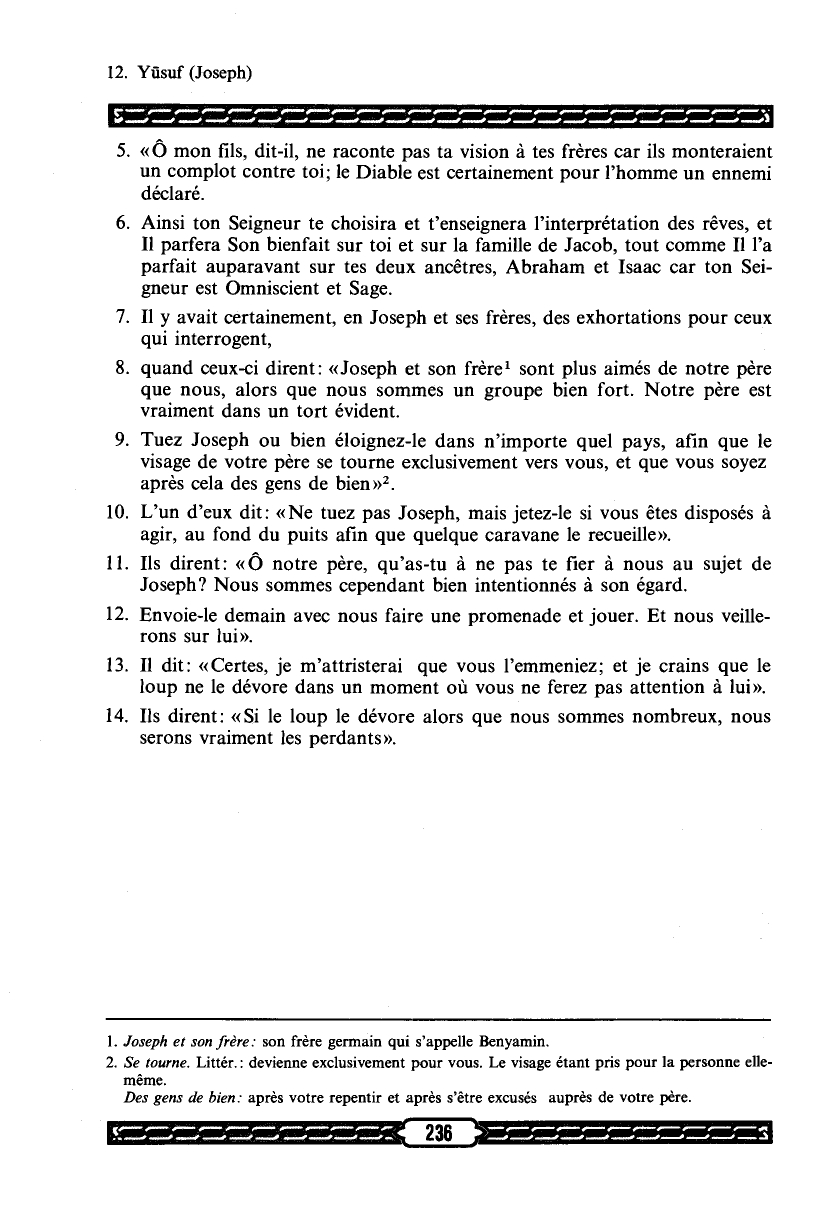 12. Yūsuf (Joseph)
5. «Ô mon fils, dit-il, ne raconte pas ta vision à tes frères car ils monteraient
un complot contre toi; le Diable est certainement pour l'homme un ennemi
déclaré.
6. Ainsi ton Seigneur te choisira et t'enseignera l'interprétation des rêves, et
Il parfera Son bienfait sur toi et sur la famille de Jacob, tout comme Il l'a
parfait auparavant sur tes deux ancêtres, Abraham et Isaac car ton Sei-
gneur est Omniscient et Sage.
7. Il y avait certainement, en Joseph et ses frères, des exhortations pour ceux
qui interrogent,
8. quand ceux-ci dirent: «Joseph et son frère¹ sont plus aimés de notre père
que nous, alors que nous sommes un groupe bien fort. Notre père est
vraiment dans un tort évident.
9. Tuez Joseph ou bien éloignez-le dans n'importe quel pays, afin que le
visage de votre père se tourne exclusivement vers vous, et que vous soyez
après cela des gens de bien»².
10. L'un d'eux dit: «Ne tuez pas Joseph, mais jetez-le si vous êtes disposés à
agir, au fond du puits afin que quelque caravane le recueille».
11. Ils dirent: «Ô notre père, qu'as-tu à ne pas te fier à nous au sujet de
Joseph? Nous sommes cependant bien intentionnés à son égard.
12. Envoie-le demain avec nous faire une promenade et jouer. Et nous veille-
rons sur lui».
13. Il dit: «Certes, je m'attristerai que vous l'emmeniez; et je crains que le
loup ne le dévore dans un moment où vous ne ferez pas attention à lui».
14. Ils dirent: «Si le loup le dévore alors que nous sommes nombreux, nous
serons vraiment les perdants».
1. Joseph et son frère: son frère germain qui s'appelle Benyamin.
2. Se tourne. Littér.: devienne exclusivement pour vous. Le visage étant pris pour la personne elle-
même.
Des gens de bien: après votre repentir et après s'être excusés auprès de votre père.
236